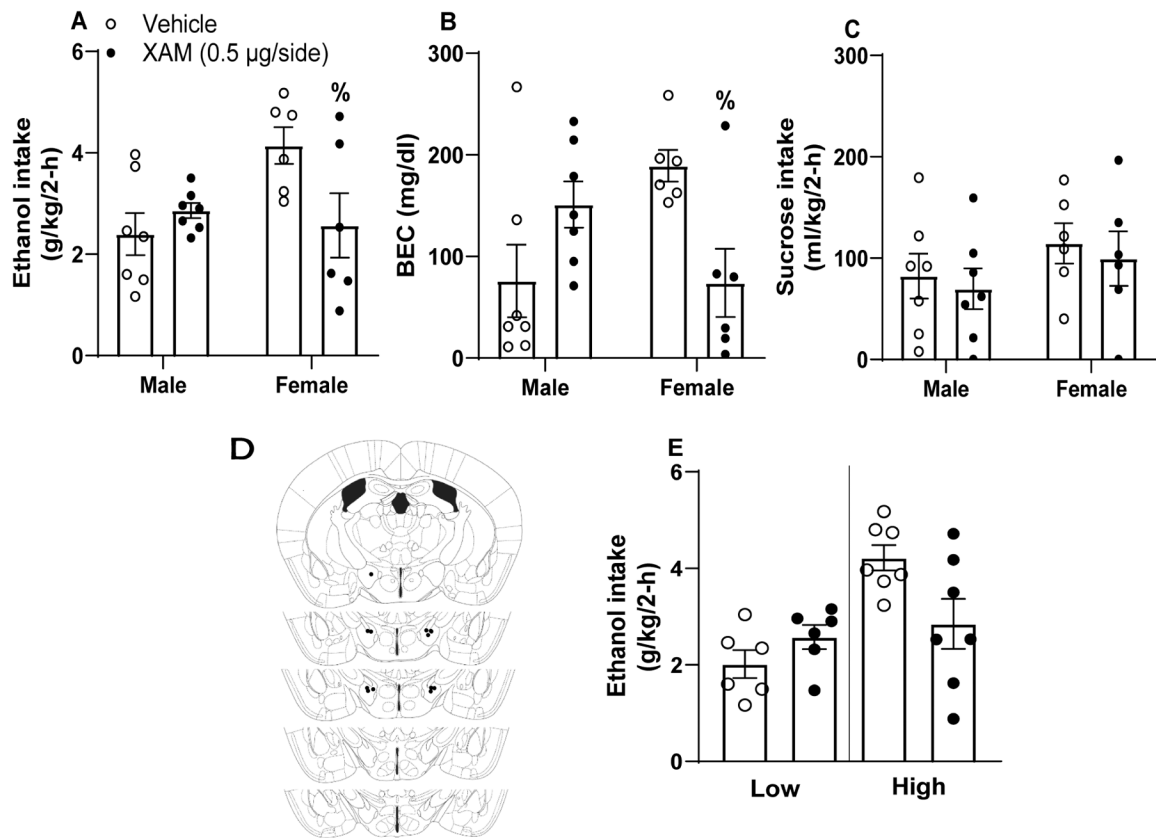 A
Vehicle
XAM (0.5 µg/side)
6
4
2
0
Ethanol intake
(g/kg/2-h)
%
Male
Female
B
300
200
100
0
BEC (mg/dl)
%
Male
Female
C
300
200
100
0
Sucrose intake
(ml/kg/2-h)
Male
Female
D
E
6
4
2
0
Ethanol intake
(g/kg/2-h)
Low
High